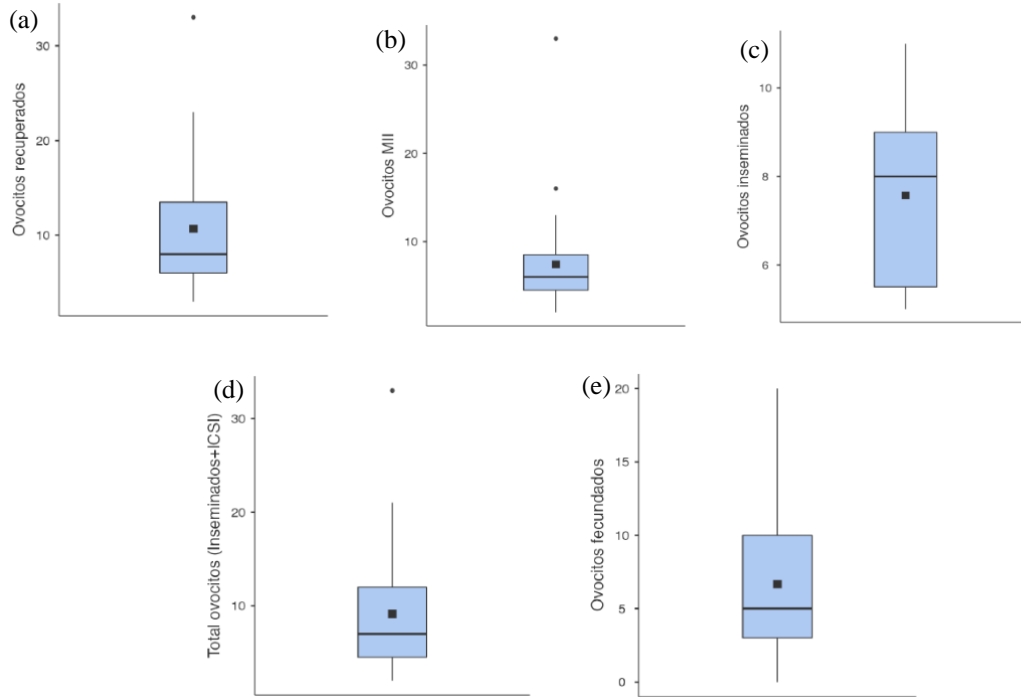 (a)
Ovocitos recuperados
30
20
10
(b)
Ovocitos MII
30
20
10
(c)
Ovocitos inseminados
10
8
6
(d)
Total ovocitos (Inseminados+ICSI)
30
20
10
(e)
Ovocitos fecundados
20
15
10
5
0